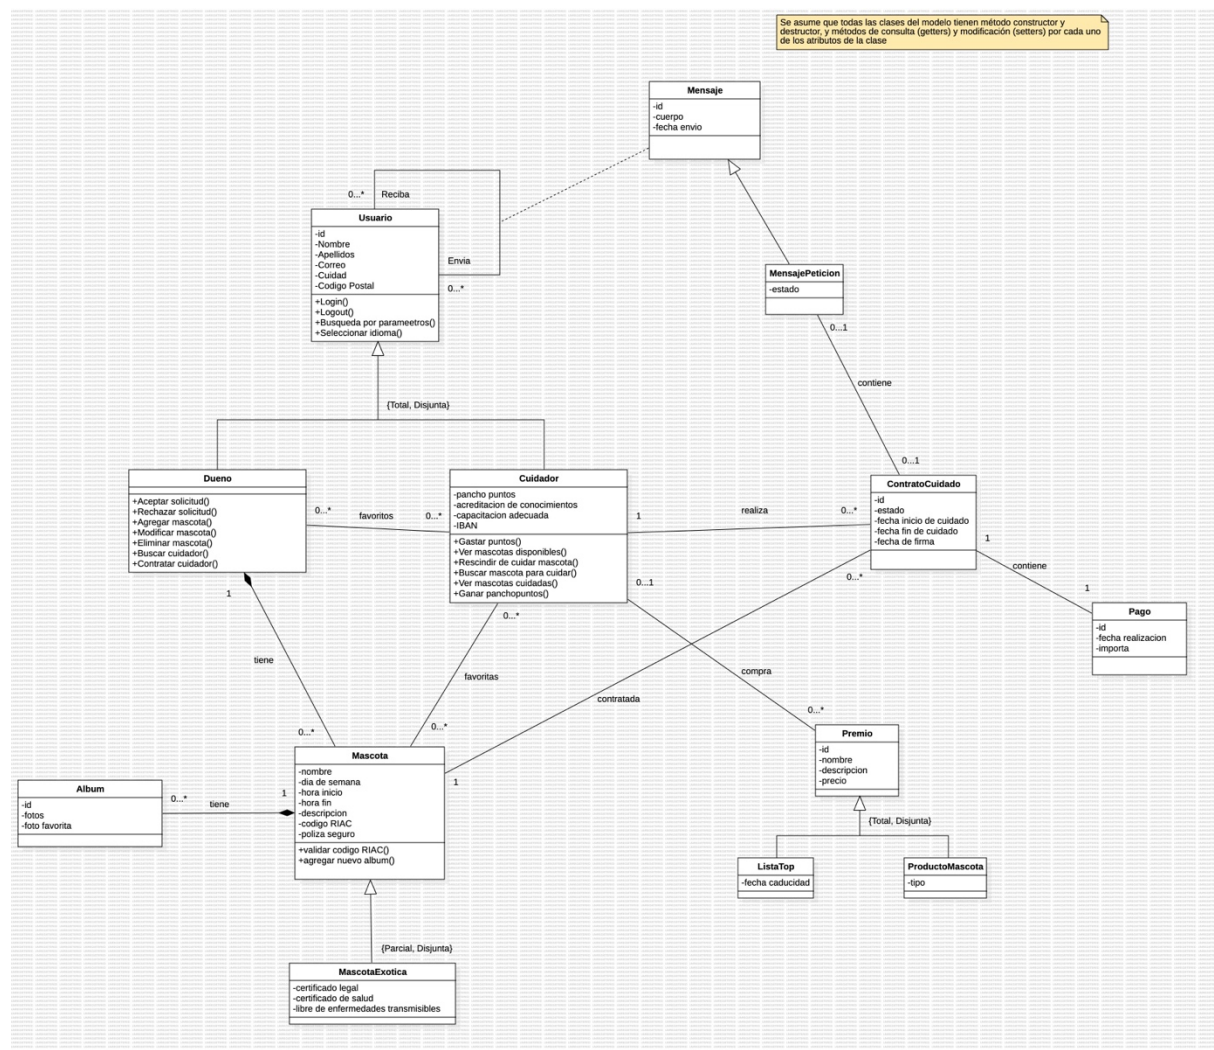 Se asume que todas las clases del modelo tienen método constructor y
destructor, y métodos de consulta (getters) y modificación (setters) por cada uno
de los atributos de la clase
Mensaje
-id
-cuerpo
-fecha envio
0...*
Reciba
Usuario
-id
-Nombre
-Apellidos
-Correo
-Cuidad
-Codigo Postal
+Login()
+Logout()
+Busqueda por parameetros()
+Seleccionar idioma()
Envia
0...*
MensajePeticion
-estado
0...1
contiene
0...1
{Total, Disjunta}
Dueno
+Aceptar solicitud()
+Rechazar solicitud()
+Agregar mascota()
+Modificar mascota()
+Eliminar mascota()
+Buscar cuidador()
+Contratar cuidador()
0...*
favoritos
0...*
Cuidador
-pancho puntos
-acreditacion de conocimientos
-capacitacion adecuada
-IBAN
+Gastar puntos()
+Ver mascotas disponibles()
+Rescindir de cuidar mascota()
+Buscar mascota para cuidar()
+Ver mascotas cuidadas()
+Ganar panchopuntos()
1
realiza
0...*
ContratoCuidado
-id
-estado
-fecha inicio de cuidado
-fecha fin de cuidado
-fecha de firma
1
contiene
1
Pago
-id
-fecha realizacion
-importa
0...*
0...1
1
tiene
0...*
0...*
favoritas
0...*
contratada
1
compra
0...*
Premio
-id
-nombre
-descripcion
-precio
{Total, Disjunta}
ListaTop
-fecha caducidad
ProductoMascota
-tipo
Mascota
-nombre
-dia de semana
-hora inicio
-hora fin
-descripcion
-codigo RIAC
-poliza seguro
+validar codigo RIAC()
+agregar nuevo album()
Album
-id
-fotos
-foto favorita
0...*
tiene
1
{Parcial, Disjunta}
MascotaExotica
-certificado legal
-certificado de salud
-libre de enfermedades transmisibles